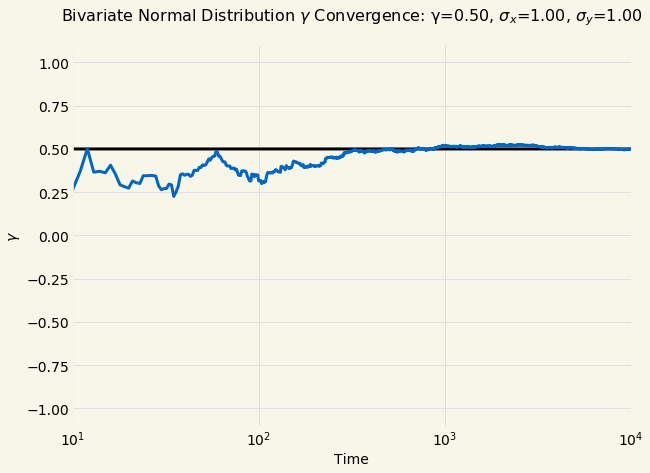 Bivariate Normal Distribution γ Convergence: γ=0.50, σₓ=1.00, σᵧ=1.00
1.00
0.75
0.50
0.25
0.00
−0.25
−0.50
−0.75
−1.00
γ
10¹ 10² 10³ 10⁴
Time